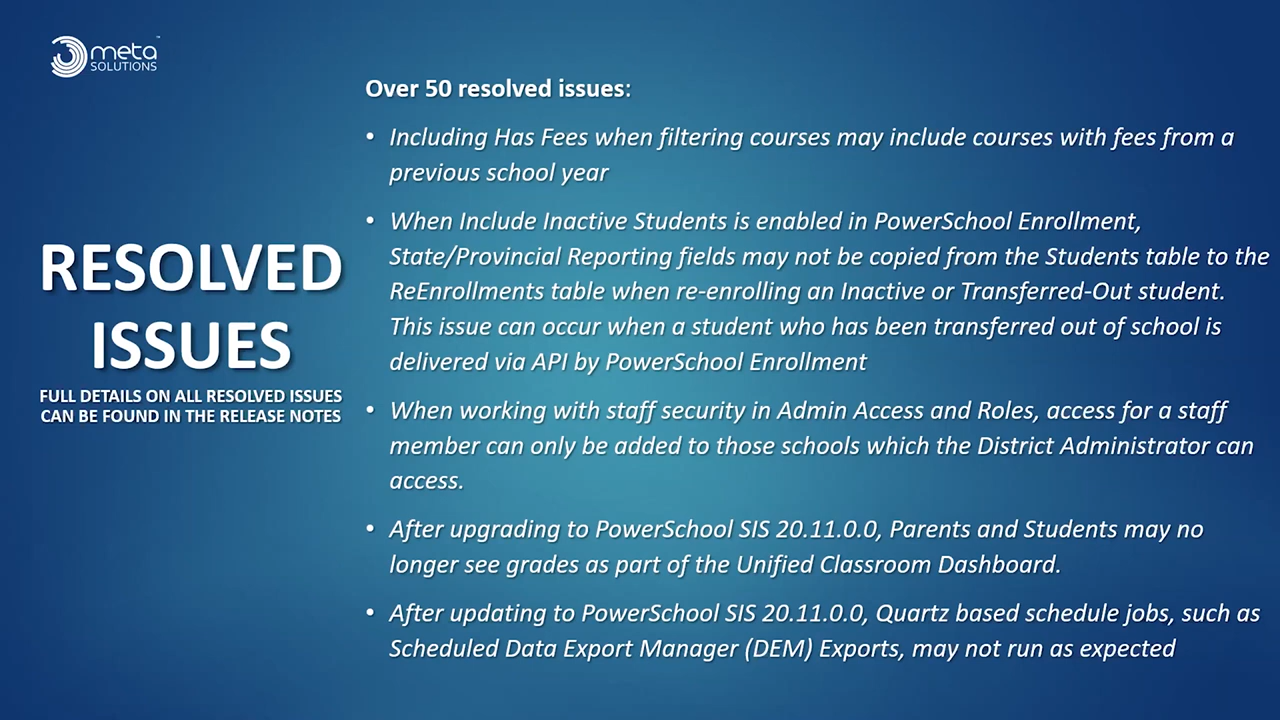 meta
SOLUTIONS
™
Over 50 resolved issues:
• Including Has Fees when filtering courses may include courses with fees from a
previous school year
• When Include Inactive Students is enabled in PowerSchool Enrollment,
State/Provincial Reporting fields may not be copied from the Students table to the
ReEnrollments table when re-enrolling an Inactive or Transferred-Out student.
This issue can occur when a student who has been transferred out of school is
delivered via API by PowerSchool Enrollment
• When working with staff security in Admin Access and Roles, access for a staff
member can only be added to those schools which the District Administrator can
access.
• After upgrading to PowerSchool SIS 20.11.0.0, Parents and Students may no
longer see grades as part of the Unified Classroom Dashboard.
• After updating to PowerSchool SIS 20.11.0.0, Quartz based schedule jobs, such as
Scheduled Data Export Manager (DEM) Exports, may not run as expected
RESOLVED
ISSUES
FULL DETAILS ON ALL RESOLVED ISSUES
CAN BE FOUND IN THE RELEASE NOTES